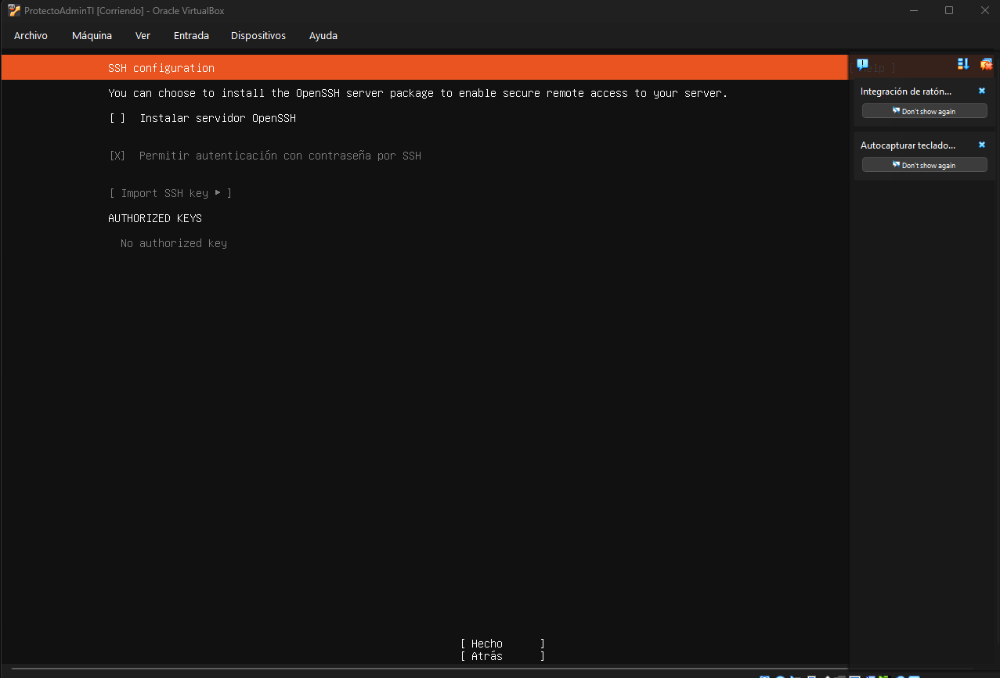 ProtectoAdminTI [Corriendo] - Oracle VirtualBox
Archivo Máquina Ver Entrada Dispositivos Ayuda
SSH configuration
[ Help ]
You can choose to install the OpenSSH server package to enable secure remote access to your server.
[ ] Instalar servidor OpenSSH
[X] Permitir autenticación con contraseña por SSH
[ Import SSH key ▸ ]
AUTHORIZED KEYS
No authorized key
[ Hecho ]
[ Atrás ]
Integración de ratón...
Don't show again
Autocapturar teclado...
Don't show again